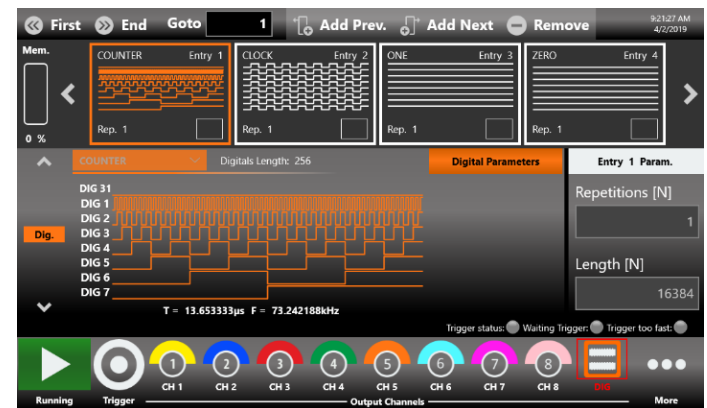 First End Goto 1 Add Prev. Add Next Remove 9:21:27 AM
4/2/2019
Mem.
0 %
COUNTER Entry 1
Rep. 1
CLOCK Entry 2
Rep. 1
ONE Entry 3
Rep. 1
ZERO Entry 4
Rep. 1
COUNTER Digitals Length: 256 Digital Parameters Entry 1 Param.
Dig.
DIG 31
DIG 1
DIG 2
DIG 3
DIG 4
DIG 5
DIG 6
DIG 7
T = 13.653333µs F = 73.242188kHz
Repetitions [N]
1
Length [N]
16384
Trigger status: Waiting Trigger: Trigger too fast:
1 2 3 4 5 6 7 8
CH 1 CH 2 CH 3 CH 4 CH 5 CH 6 CH 7 CH 8 DIG
Running Trigger Output Channels More